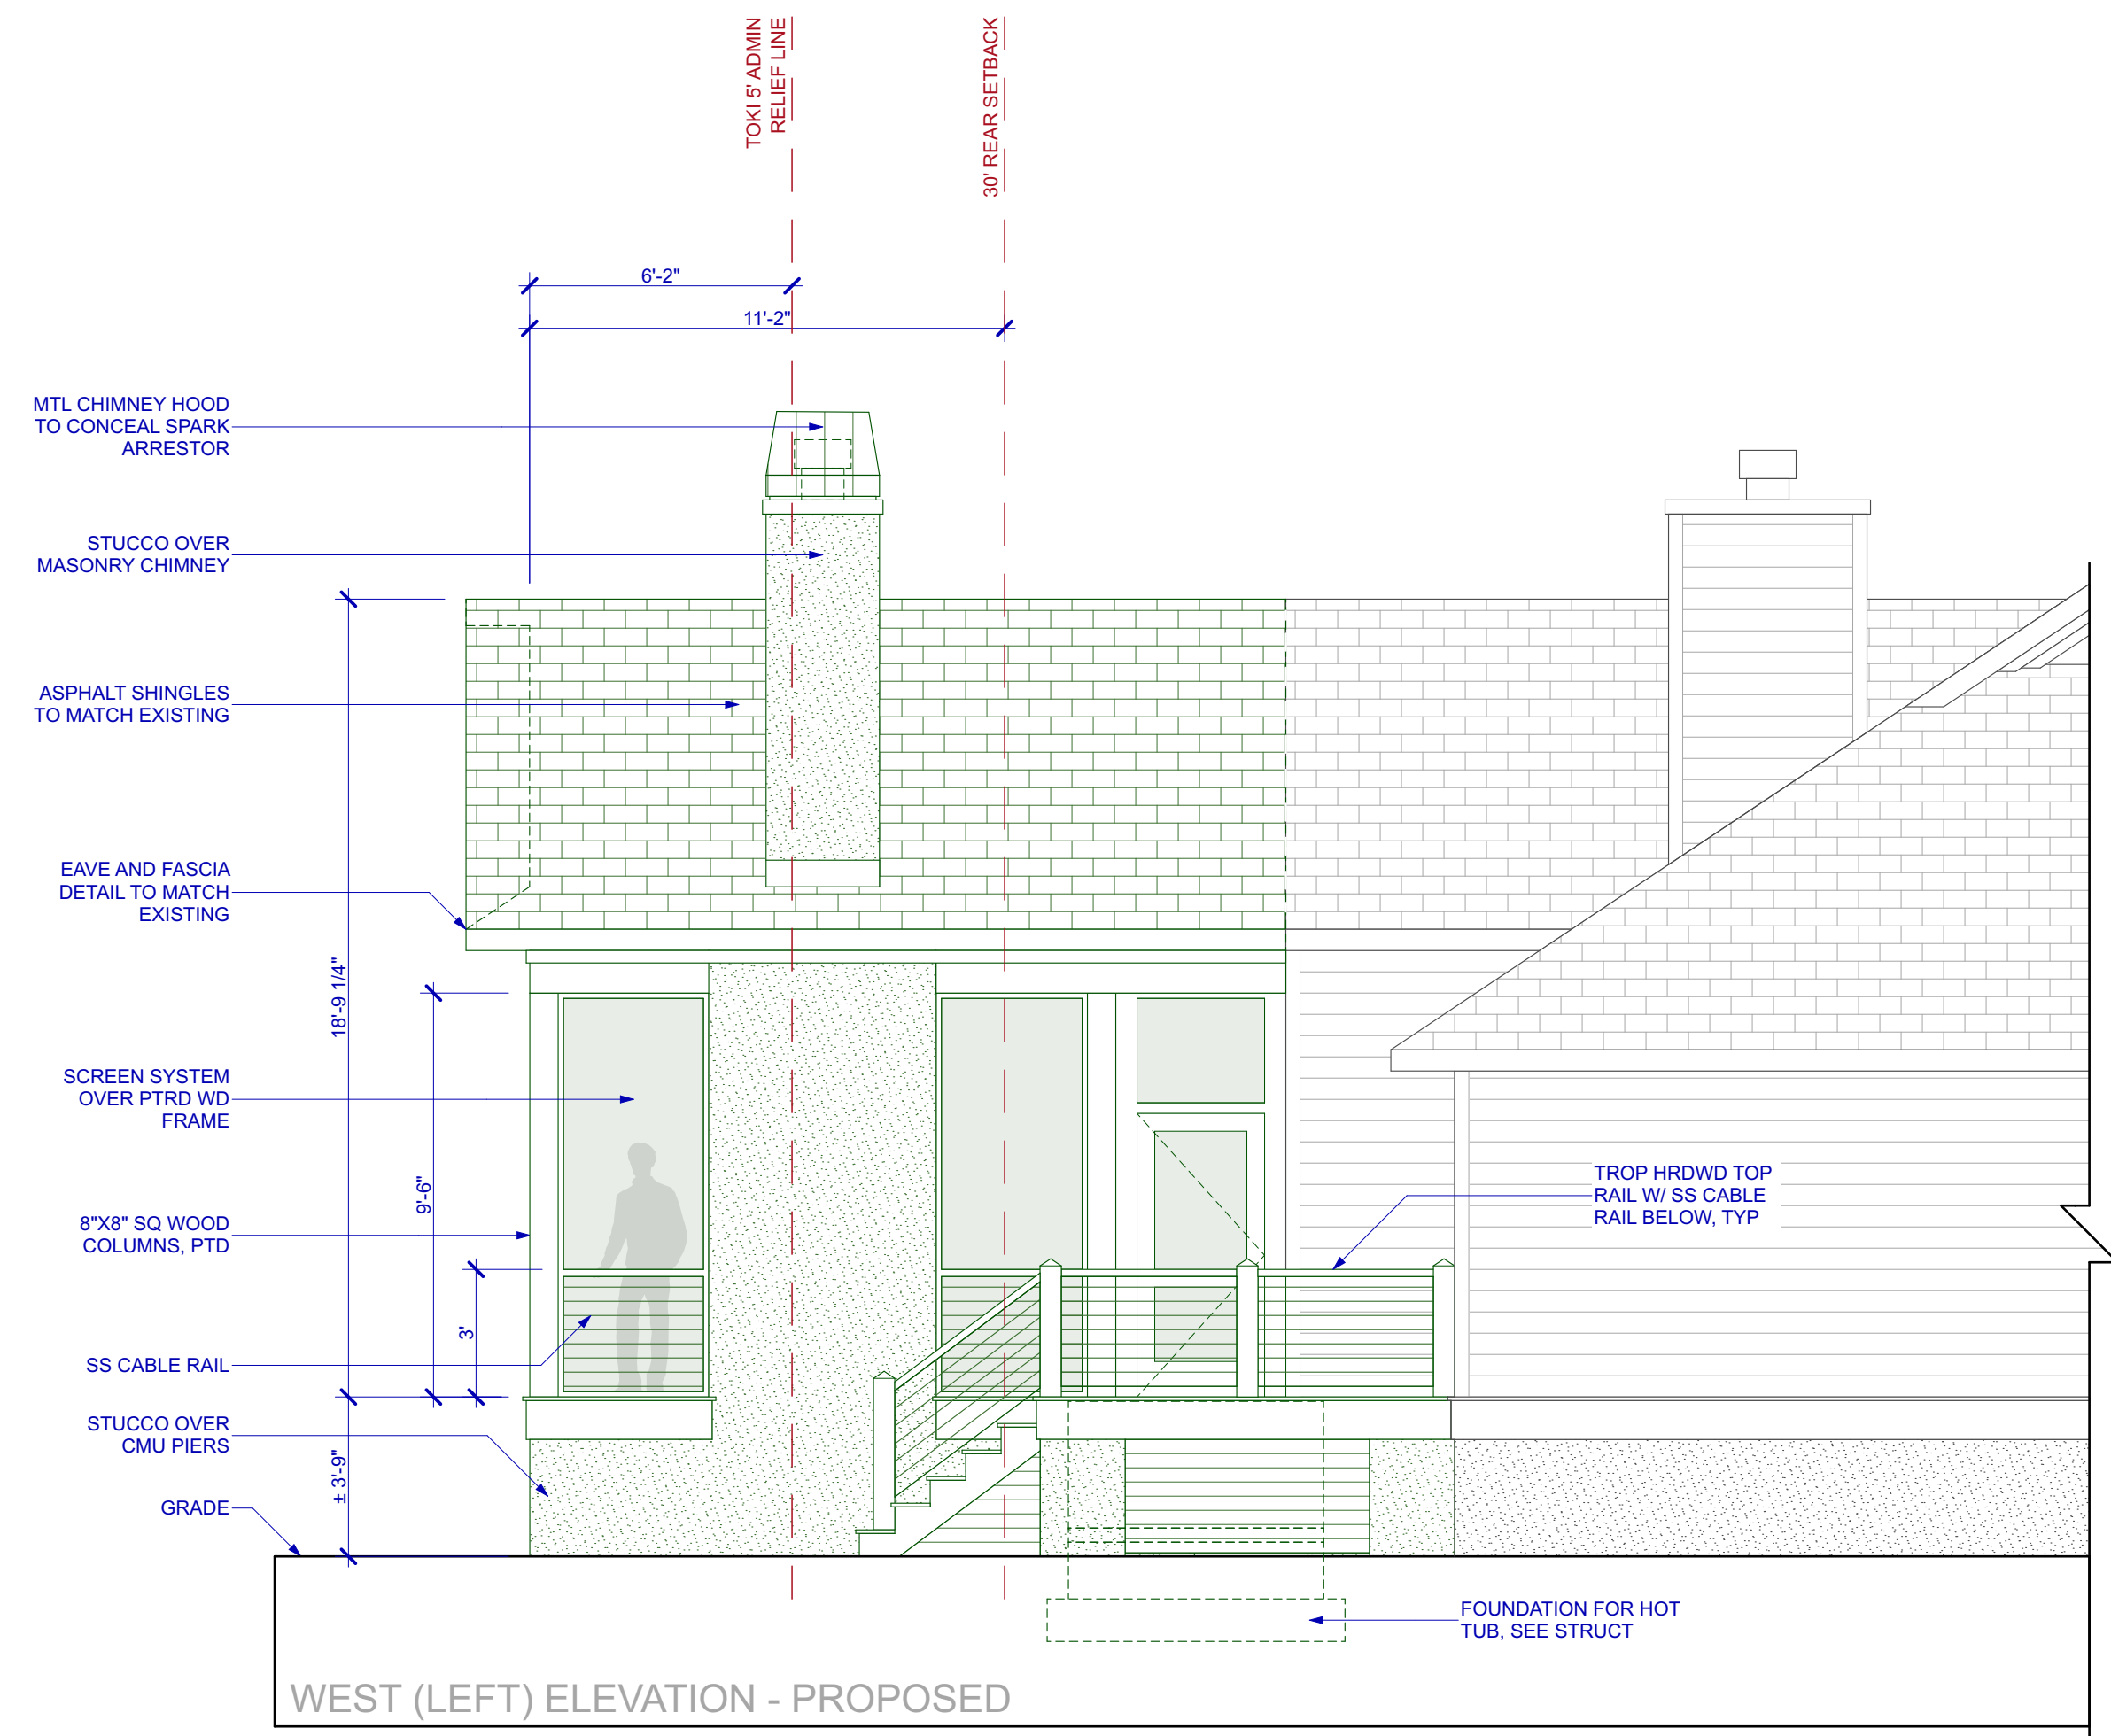 TOKI 5' ADMIN
RELIEF LINE
30' REAR SETBACK
6'-2"
11'-2"
MTL CHIMNEY HOOD
TO CONCEAL SPARK
ARRESTOR
STUCCO OVER
MASONRY CHIMNEY
ASPHALT SHINGLES
TO MATCH EXISTING
EAVE AND FASCIA
DETAIL TO MATCH
EXISTING
18'-9 1/4"
SCREEN SYSTEM
OVER PTRD WD
FRAME
9'-6"
8"X8" SQ WOOD
COLUMNS, PTD
TROP HRDWD TOP
RAIL W/ SS CABLE
RAIL BELOW, TYP
3'
SS CABLE RAIL
STUCCO OVER
CMU PIERS
± 3'-9"
GRADE
FOUNDATION FOR HOT
TUB, SEE STRUCT
WEST (LEFT) ELEVATION - PROPOSED